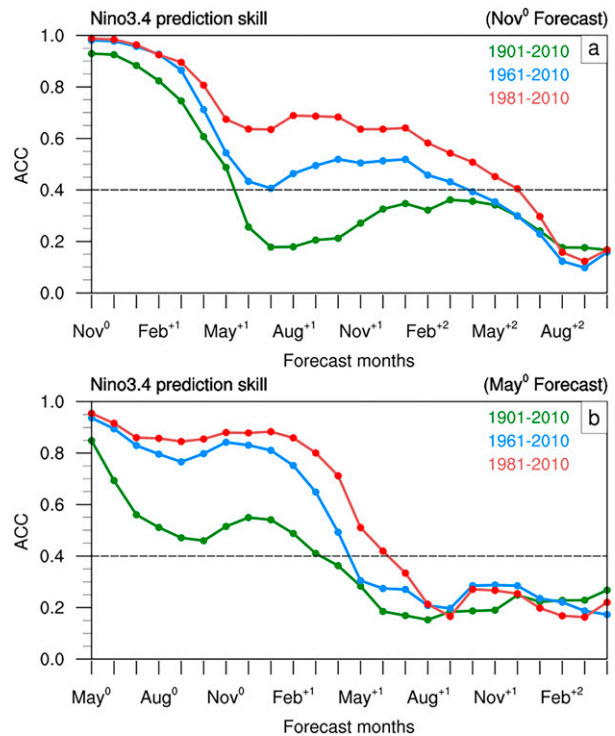 Nino3.4 prediction skill (Nov⁰ Forecast)
a
1901-2010
1961-2010
1981-2010
1.0
0.8
0.6
0.4
0.2
0.0
ACC
Nov⁰ Feb⁺¹ May⁺¹ Aug⁺¹ Nov⁺¹ Feb⁺² May⁺² Aug⁺²
Forecast months
Nino3.4 prediction skill (May⁰ Forecast)
b
1901-2010
1961-2010
1981-2010
1.0
0.8
0.6
0.4
0.2
0.0
ACC
May⁰ Aug⁰ Nov⁰ Feb⁺¹ May⁺¹ Aug⁺¹ Nov⁺¹ Feb⁺²
Forecast months